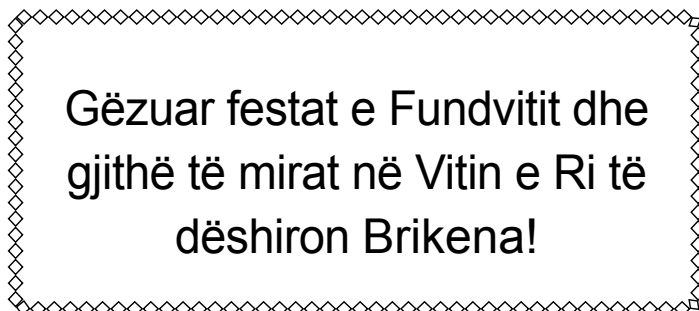 Gëzuar festat e Fundvitit dhe
gjithë të mirat në Vitin e Ri të
dëshiron Brikena!